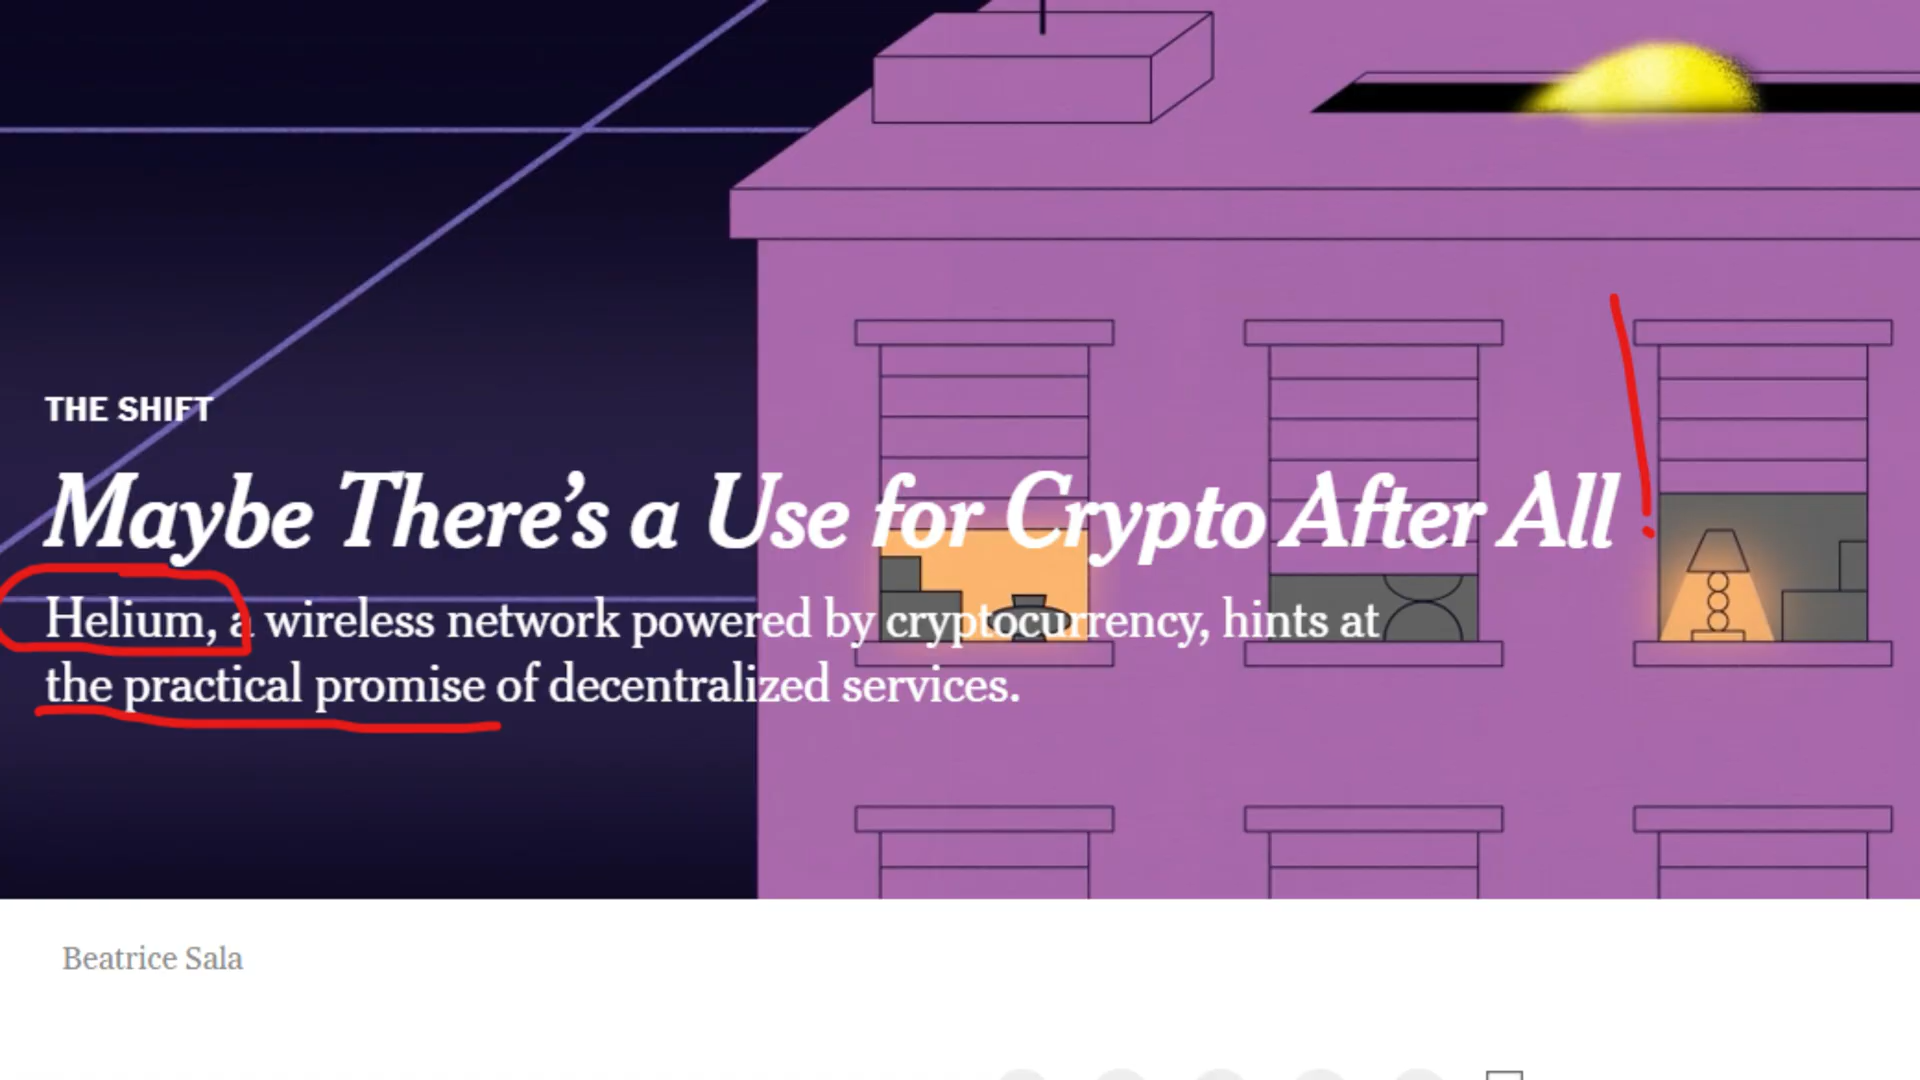 THE SHIFT
Maybe There's a Use for Crypto After All !
Helium, a wireless network powered by cryptocurrency, hints at
the practical promise of decentralized services.
Beatrice Sala